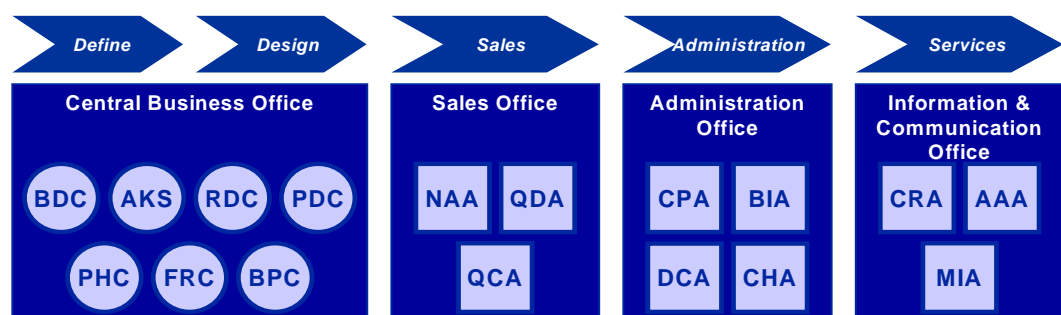 Define
Design
Sales
Administration
Services
Central Business Office
Sales Office
Administration
Office
Information &
Communication
Office
BDC AKS RDC PDC
PHC FRC BPC
NAA QDA
QCA
CPA BIA
DCA CHA
CRA AAA
MIA